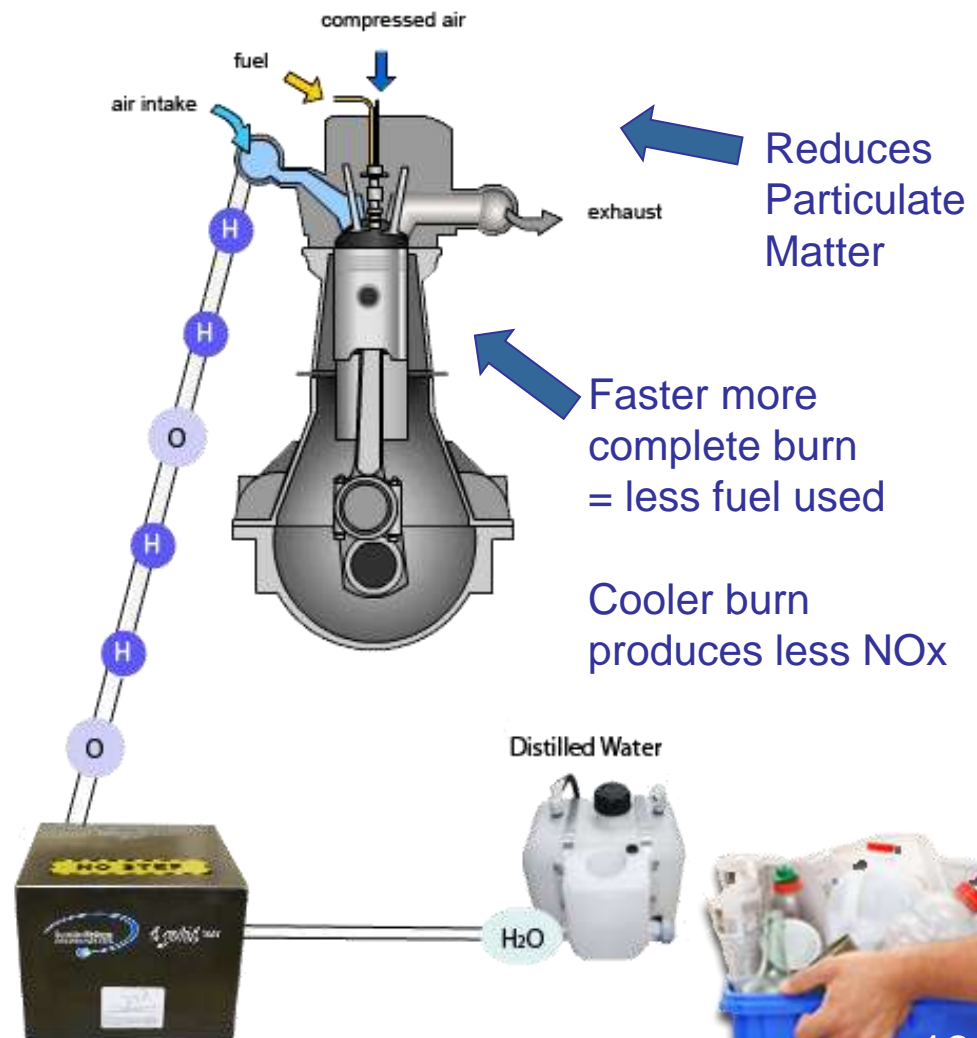 compressed air
fuel
air intake
Reduces
Particulate
Matter
exhaust
H
H
O
H
H
O
Faster more
complete burn
= less fuel used
Cooler burn
produces less NOx
Distilled Water
H₂O
NO STEP